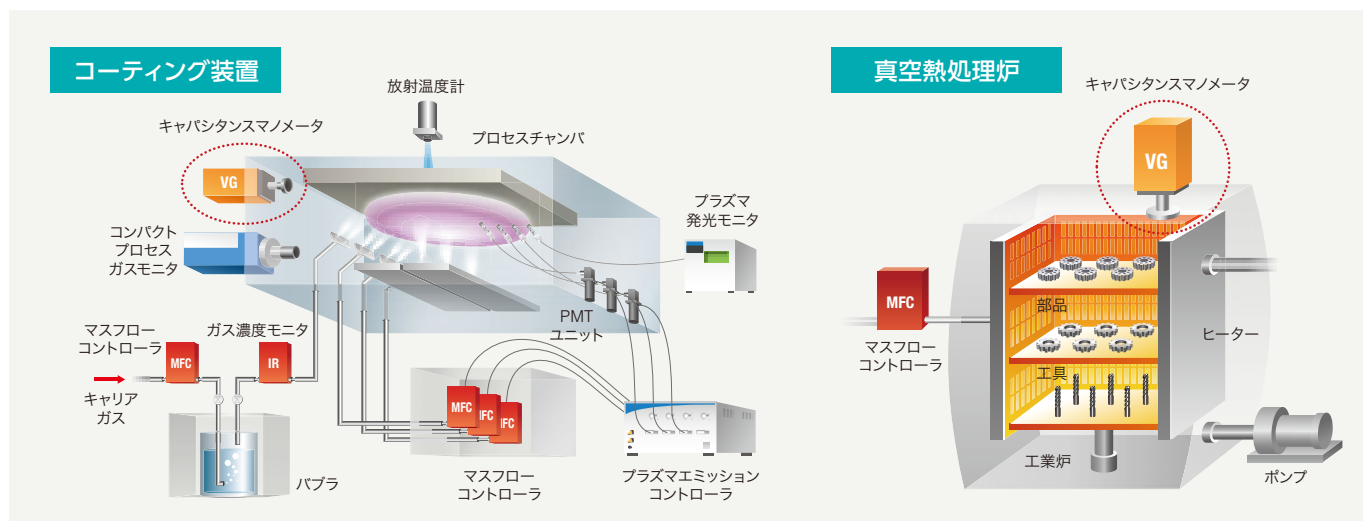 コーティング装置
放射温度計
キャパシタンスマノメータ
プロセスチャンバ
VG
コンパクト
プロセス
ガスモニタ
プラズマ
発光モニタ
PMT
ユニット
マスフロー
コントローラ
ガス濃度モニタ
MFC
IR
キャリア
ガス
バブラ
MFC
MFC
MFC
マスフロー
コントローラ
プラズマエミッション
コントローラ
真空熱処理炉
キャパシタンスマノメータ
VG
MFC
マスフロー
コントローラ
部品
工具
ヒーター
工業炉
ポンプ